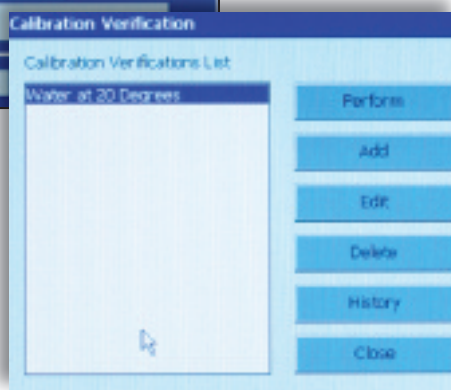 Calibration Verification
Calibration Verifications List
Water at 20 Degrees
Perform
Add
Edit
Delete
History
Close